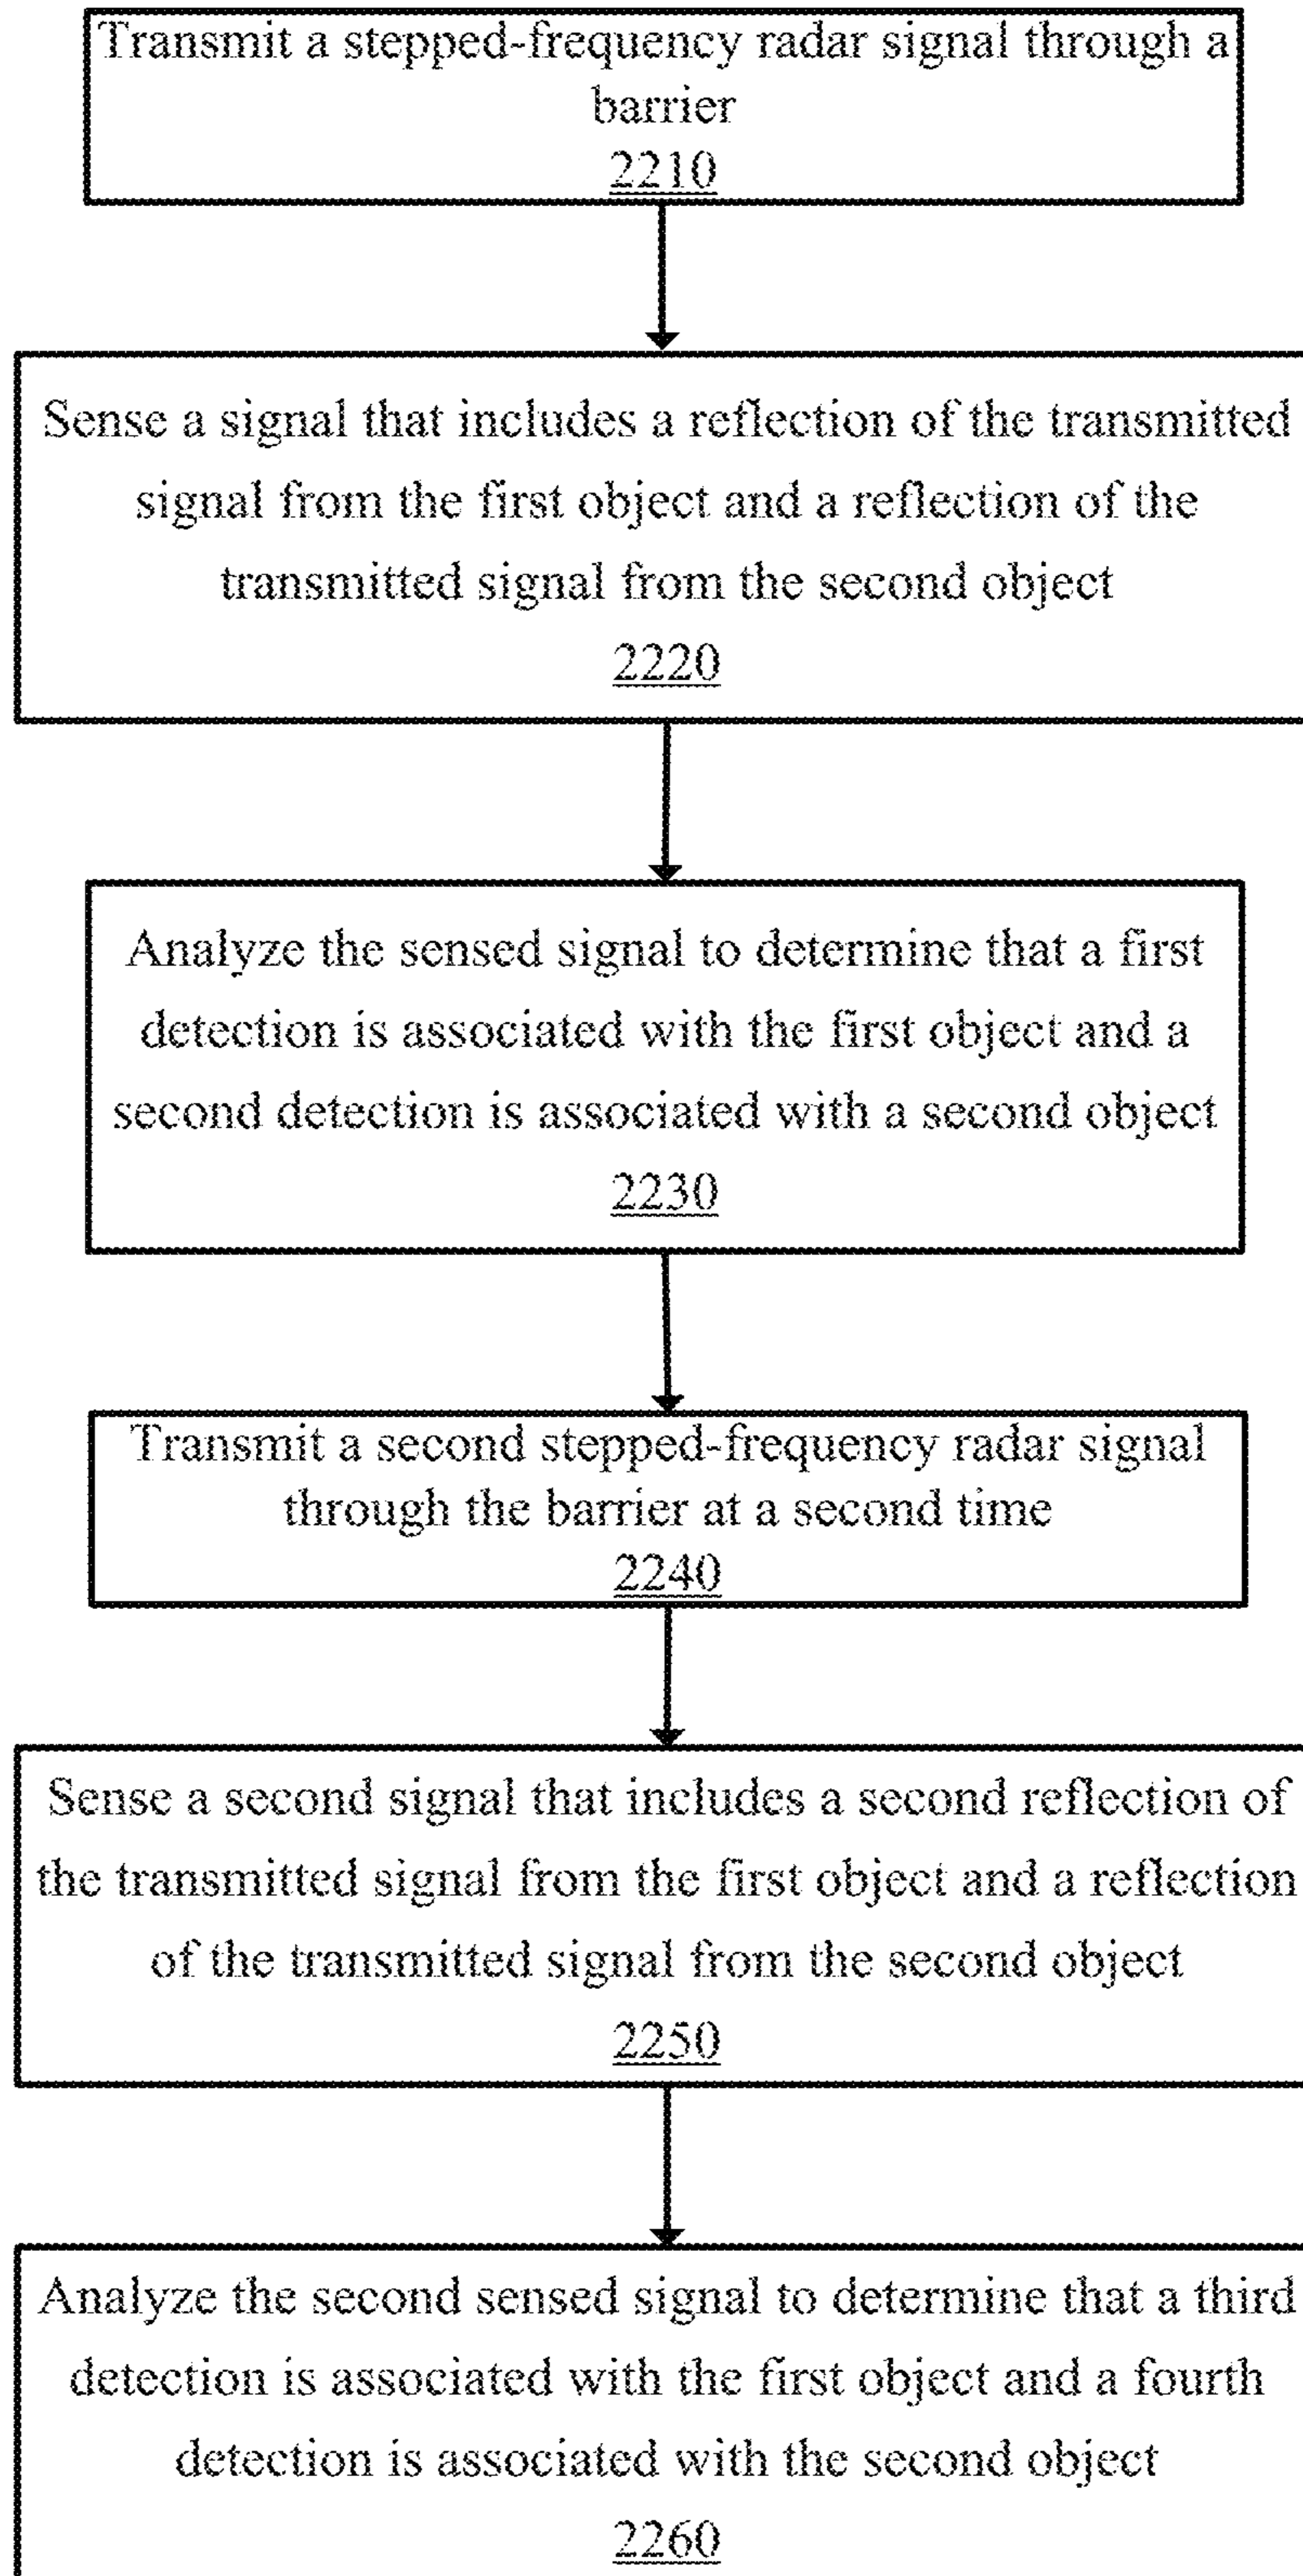 Transmit a stepped-frequency radar signal through a
barrier
2210
Sense a signal that includes a reflection of the transmitted
signal from the first object and a reflection of the
transmitted signal from the second object
2220
Analyze the sensed signal to determine that a first
detection is associated with the first object and a
second detection is associated with a second object
2230
Transmit a second stepped-frequency radar signal
through the barrier at a second time
2240
Sense a second signal that includes a second reflection of
the transmitted signal from the first object and a reflection
of the transmitted signal from the second object
2250
Analyze the second sensed signal to determine that a third
detection is associated with the first object and a fourth
detection is associated with the second object
2260